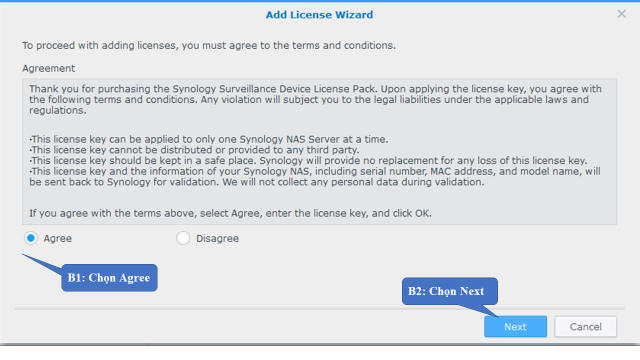 Add License Wizard
To proceed with adding licenses, you must agree to the terms and conditions.
Agreement
Thank you for purchasing the Synology Surveillance Device License Pack. Upon applying the license key, you agree with
the following terms and conditions. Any violation will subject you to the legal liabilities under the applicable laws and
regulations.
·This license key can be applied to only one Synology NAS Server at a time.
·This license key cannot be distributed or provided to any third party.
·This license key should be kept in a safe place. Synology will provide no replacement for any loss of this license key.
·This license key and the information of your Synology NAS, including serial number, MAC address, and model name, will
be sent back to Synology for validation. We will not collect any personal data during validation.
If you agree with the terms above, select Agree, enter the license key, and click OK.
Agree Disagree
B1: Chọn Agree
B2: Chọn Next
Next Cancel